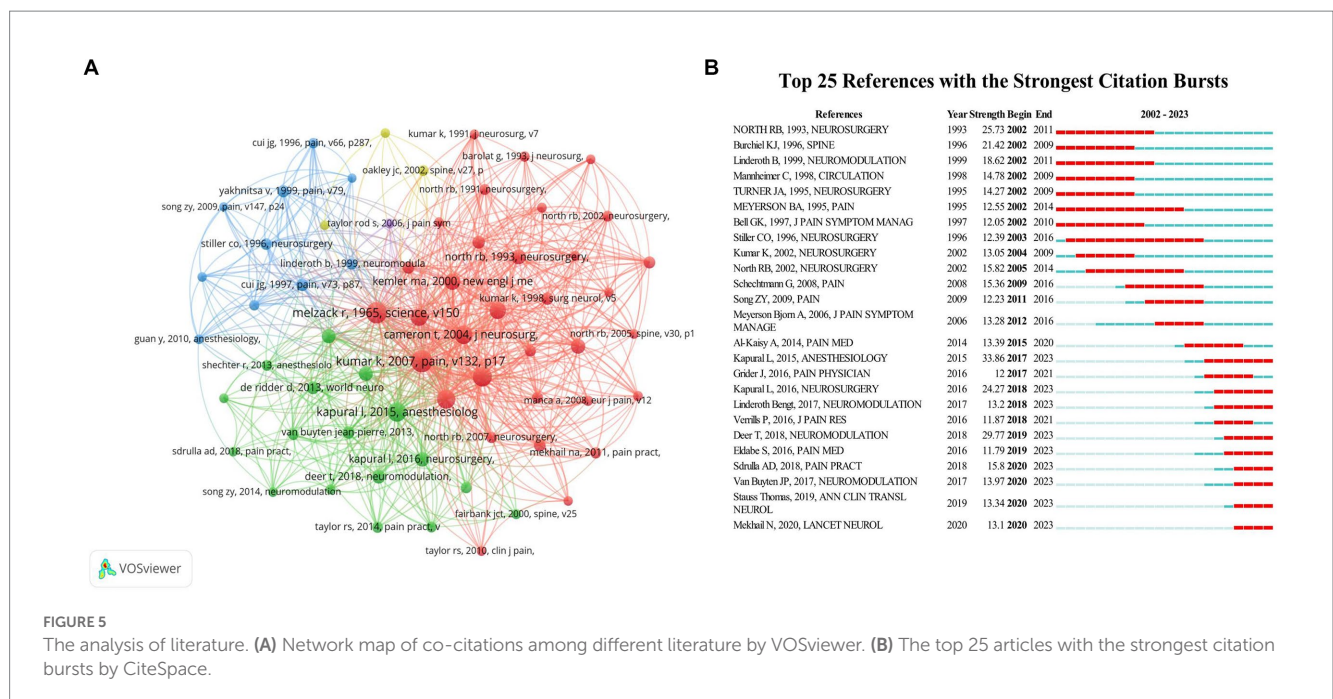 A
kumar k, 1991, j neurosurg, v7
cui jg, 1996, pain, v66, p287,
barolat g, 1993, j neurosurg,
oakley jc, 2002, spine, v27, p
yakhnitsa v, 1999, pain, v79,
north rb, 1991, neurosurgery,
song zy, 2009, pain, v147, p24
north rb, 2002, neurosurgery,
taylor rod s, 2006, j pain sym
stiller co, 1996, neurosurgery
north rb, 1993, neurosurgery,
linderoth b, 1999, neuromodula
kemler ma, 2000, new engl j me
cui jg, 1997, pain, v73, p87,
kumar k, 1998, surg neurol, v5
melzack r, 1965, science, v150
cameron t, 2004, j neurosurg,
north rb, 2005, spine, v30, p1
guan y, 2010, anesthesiology,
kumar k, 2007, pain, v132, p17
shechter r, 2013, anesthesiolo
de ridder d, 2013, world neuro
manca a, 2008, eur j pain, v12
kapural l, 2015, anesthesiolog
van buyten jean-pierre, 2013,
north rb, 2007, neurosurgery,
sdrulla ad, 2018, pain pract,
kapural l, 2016, neurosurgery,
mekhail na, 2011, pain pract,
deer t, 2018, neuromodulation,
song zy, 2014, neuromodulation
fairbank jct, 2000, spine, v25
taylor rs, 2014, pain pract, v
taylor rs, 2010, clin j pain,
VOSviewer
B
Top 25 References with the Strongest Citation Bursts
References Year Strength Begin End 2002 - 2023
NORTH RB, 1993, NEUROSURGERY 1993 25.73 2002 2011
Burchiel KJ, 1996, SPINE 1996 21.42 2002 2009
Linderoth B, 1999, NEUROMODULATION 1999 18.62 2002 2011
Mannheimer C, 1998, CIRCULATION 1998 14.78 2002 2009
TURNER JA, 1995, NEUROSURGERY 1995 14.27 2002 2009
MEYERSON BA, 1995, PAIN 1995 12.55 2002 2014
Bell GK, 1997, J PAIN SYMPTOM MANAG 1997 12.05 2002 2010
Stiller CO, 1996, NEUROSURGERY 1996 12.39 2003 2016
Kumar K, 2002, NEUROSURGERY 2002 13.05 2004 2009
North RB, 2002, NEUROSURGERY 2002 15.82 2005 2014
Schechtmann G, 2008, PAIN 2008 15.36 2009 2016
Song ZY, 2009, PAIN 2009 12.23 2011 2016
Meyerson Bjorn A, 2006, J PAIN SYMPTOM
MANAGE 2006 13.28 2012 2016
Al-Kaisy A, 2014, PAIN MED 2014 13.39 2015 2020
Kapural L, 2015, ANESTHESIOLOGY 2015 33.86 2017 2023
Grider J, 2016, PAIN PHYSICIAN 2016 12 2017 2021
Kapural L, 2016, NEUROSURGERY 2016 24.27 2018 2023
Linderoth Bengt, 2017, NEUROMODULATION 2017 13.2 2018 2023
Verrills P, 2016, J PAIN RES 2016 11.87 2018 2021
Deer T, 2018, NEUROMODULATION 2018 29.77 2019 2023
Eldabe S, 2016, PAIN MED 2016 11.79 2019 2023
Sdrulla AD, 2018, PAIN PRACT 2018 15.8 2020 2023
Van Buyten JP, 2017, NEUROMODULATION 2017 13.97 2020 2023
Stauss Thomas, 2019, ANN CLIN TRANSL
NEUROL 2019 13.34 2020 2023
Mekhail N, 2020, LANCET NEUROL 2020 13.1 2020 2023
FIGURE 5
The analysis of literature. (A) Network map of co-citations among different literature by VOSviewer. (B) The top 25 articles with the strongest citation
bursts by CiteSpace.